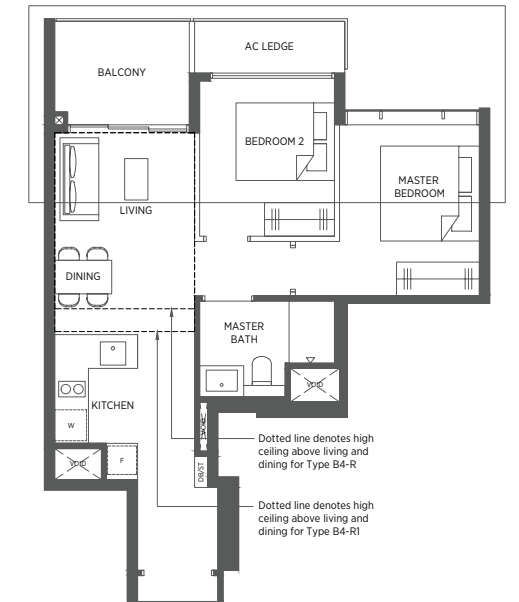 AC LEDGE
BALCONY
BEDROOM 2
MASTER
BEDROOM
LIVING
DINING
MASTER
BATH
VOID
KITCHEN
W
VOID
F
DB/ST
Dotted line denotes high
ceiling above living and
dining for Type B4-R
Dotted line denotes high
ceiling above living and
dining for Type B4-R1